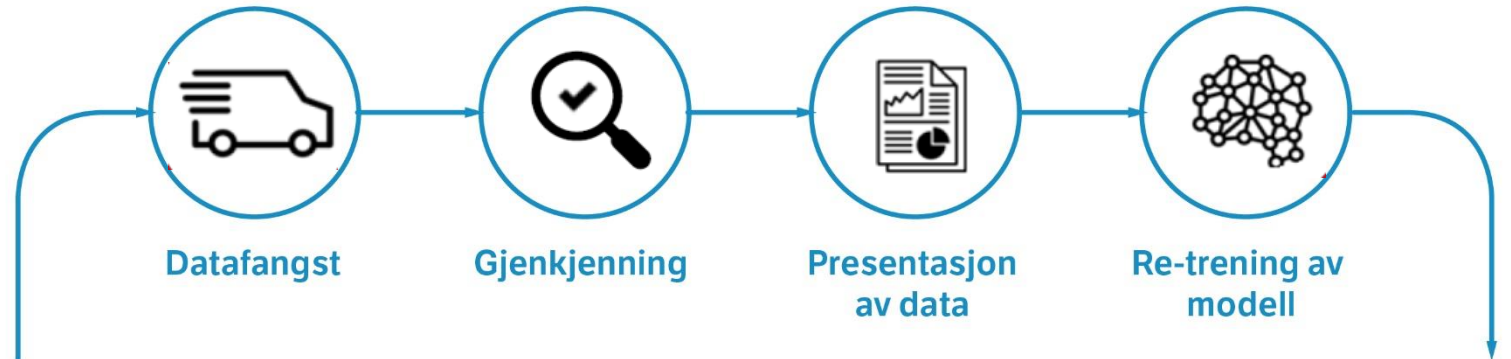 Datafangst
Gjenkjenning
Presentasjon
av data
Re-trening av
modell